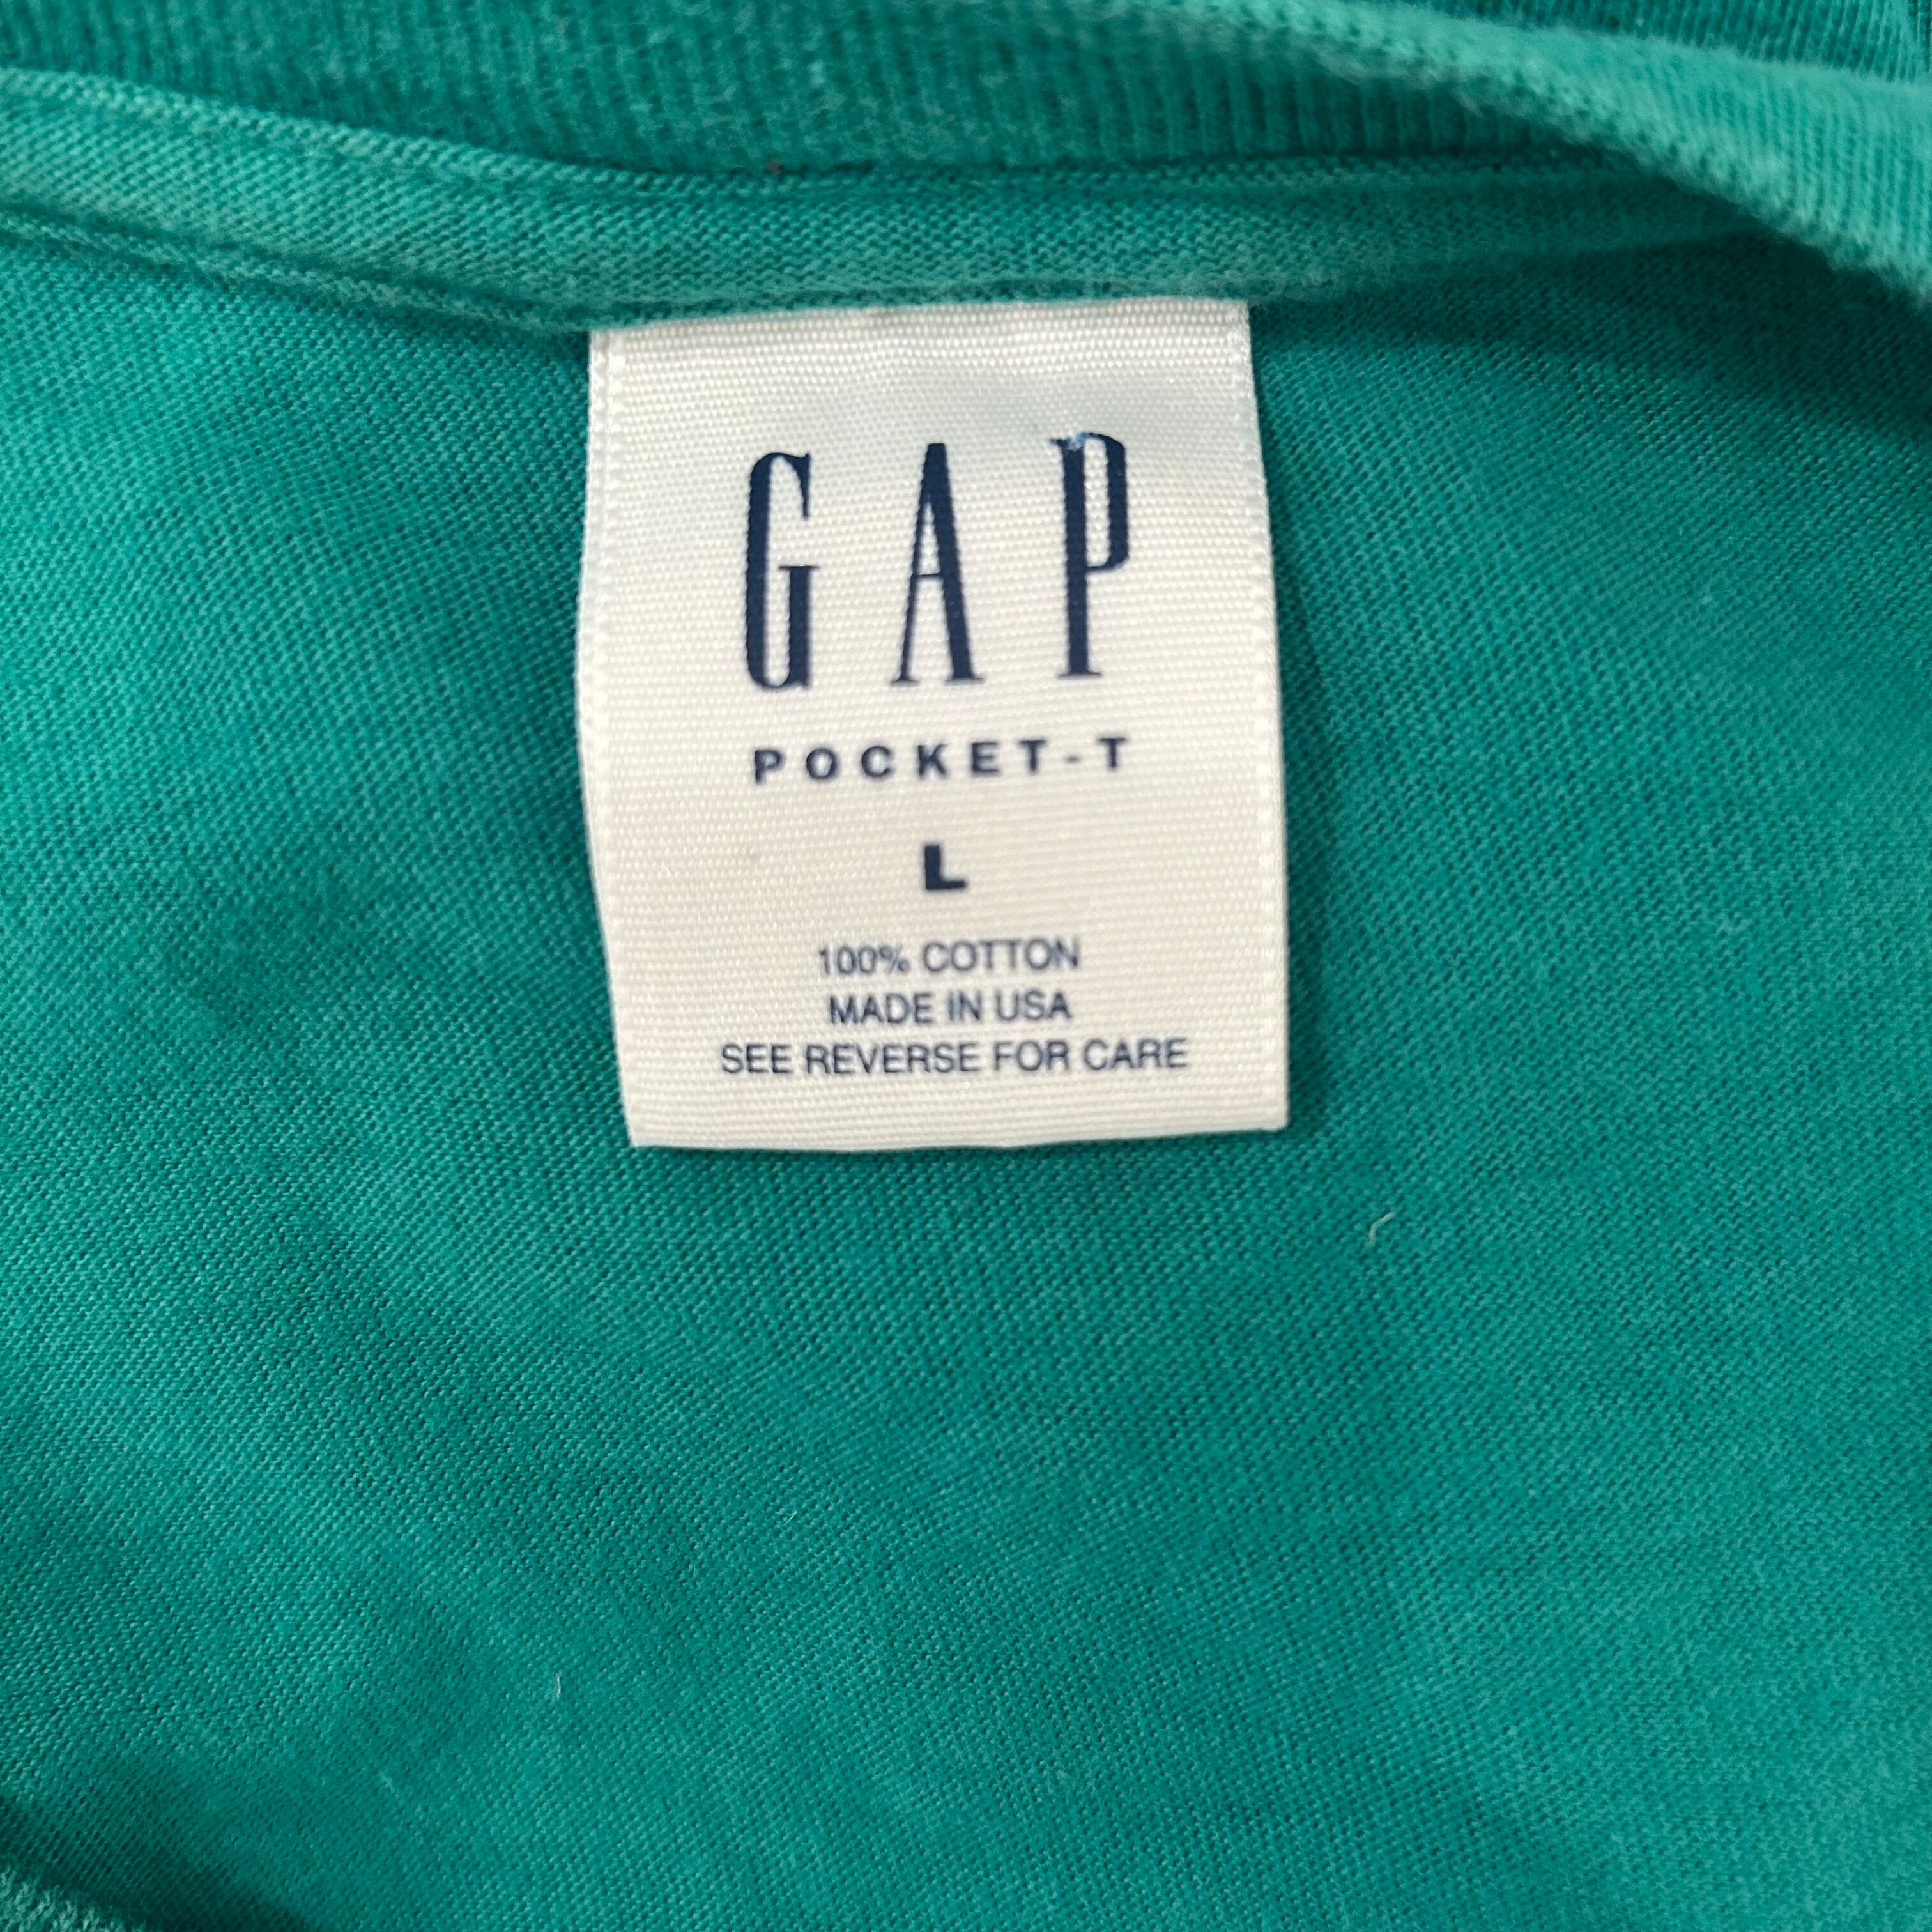 GAP
POCKET-T
L
100% COTTON
MADE IN USA
SEE REVERSE FOR CARE